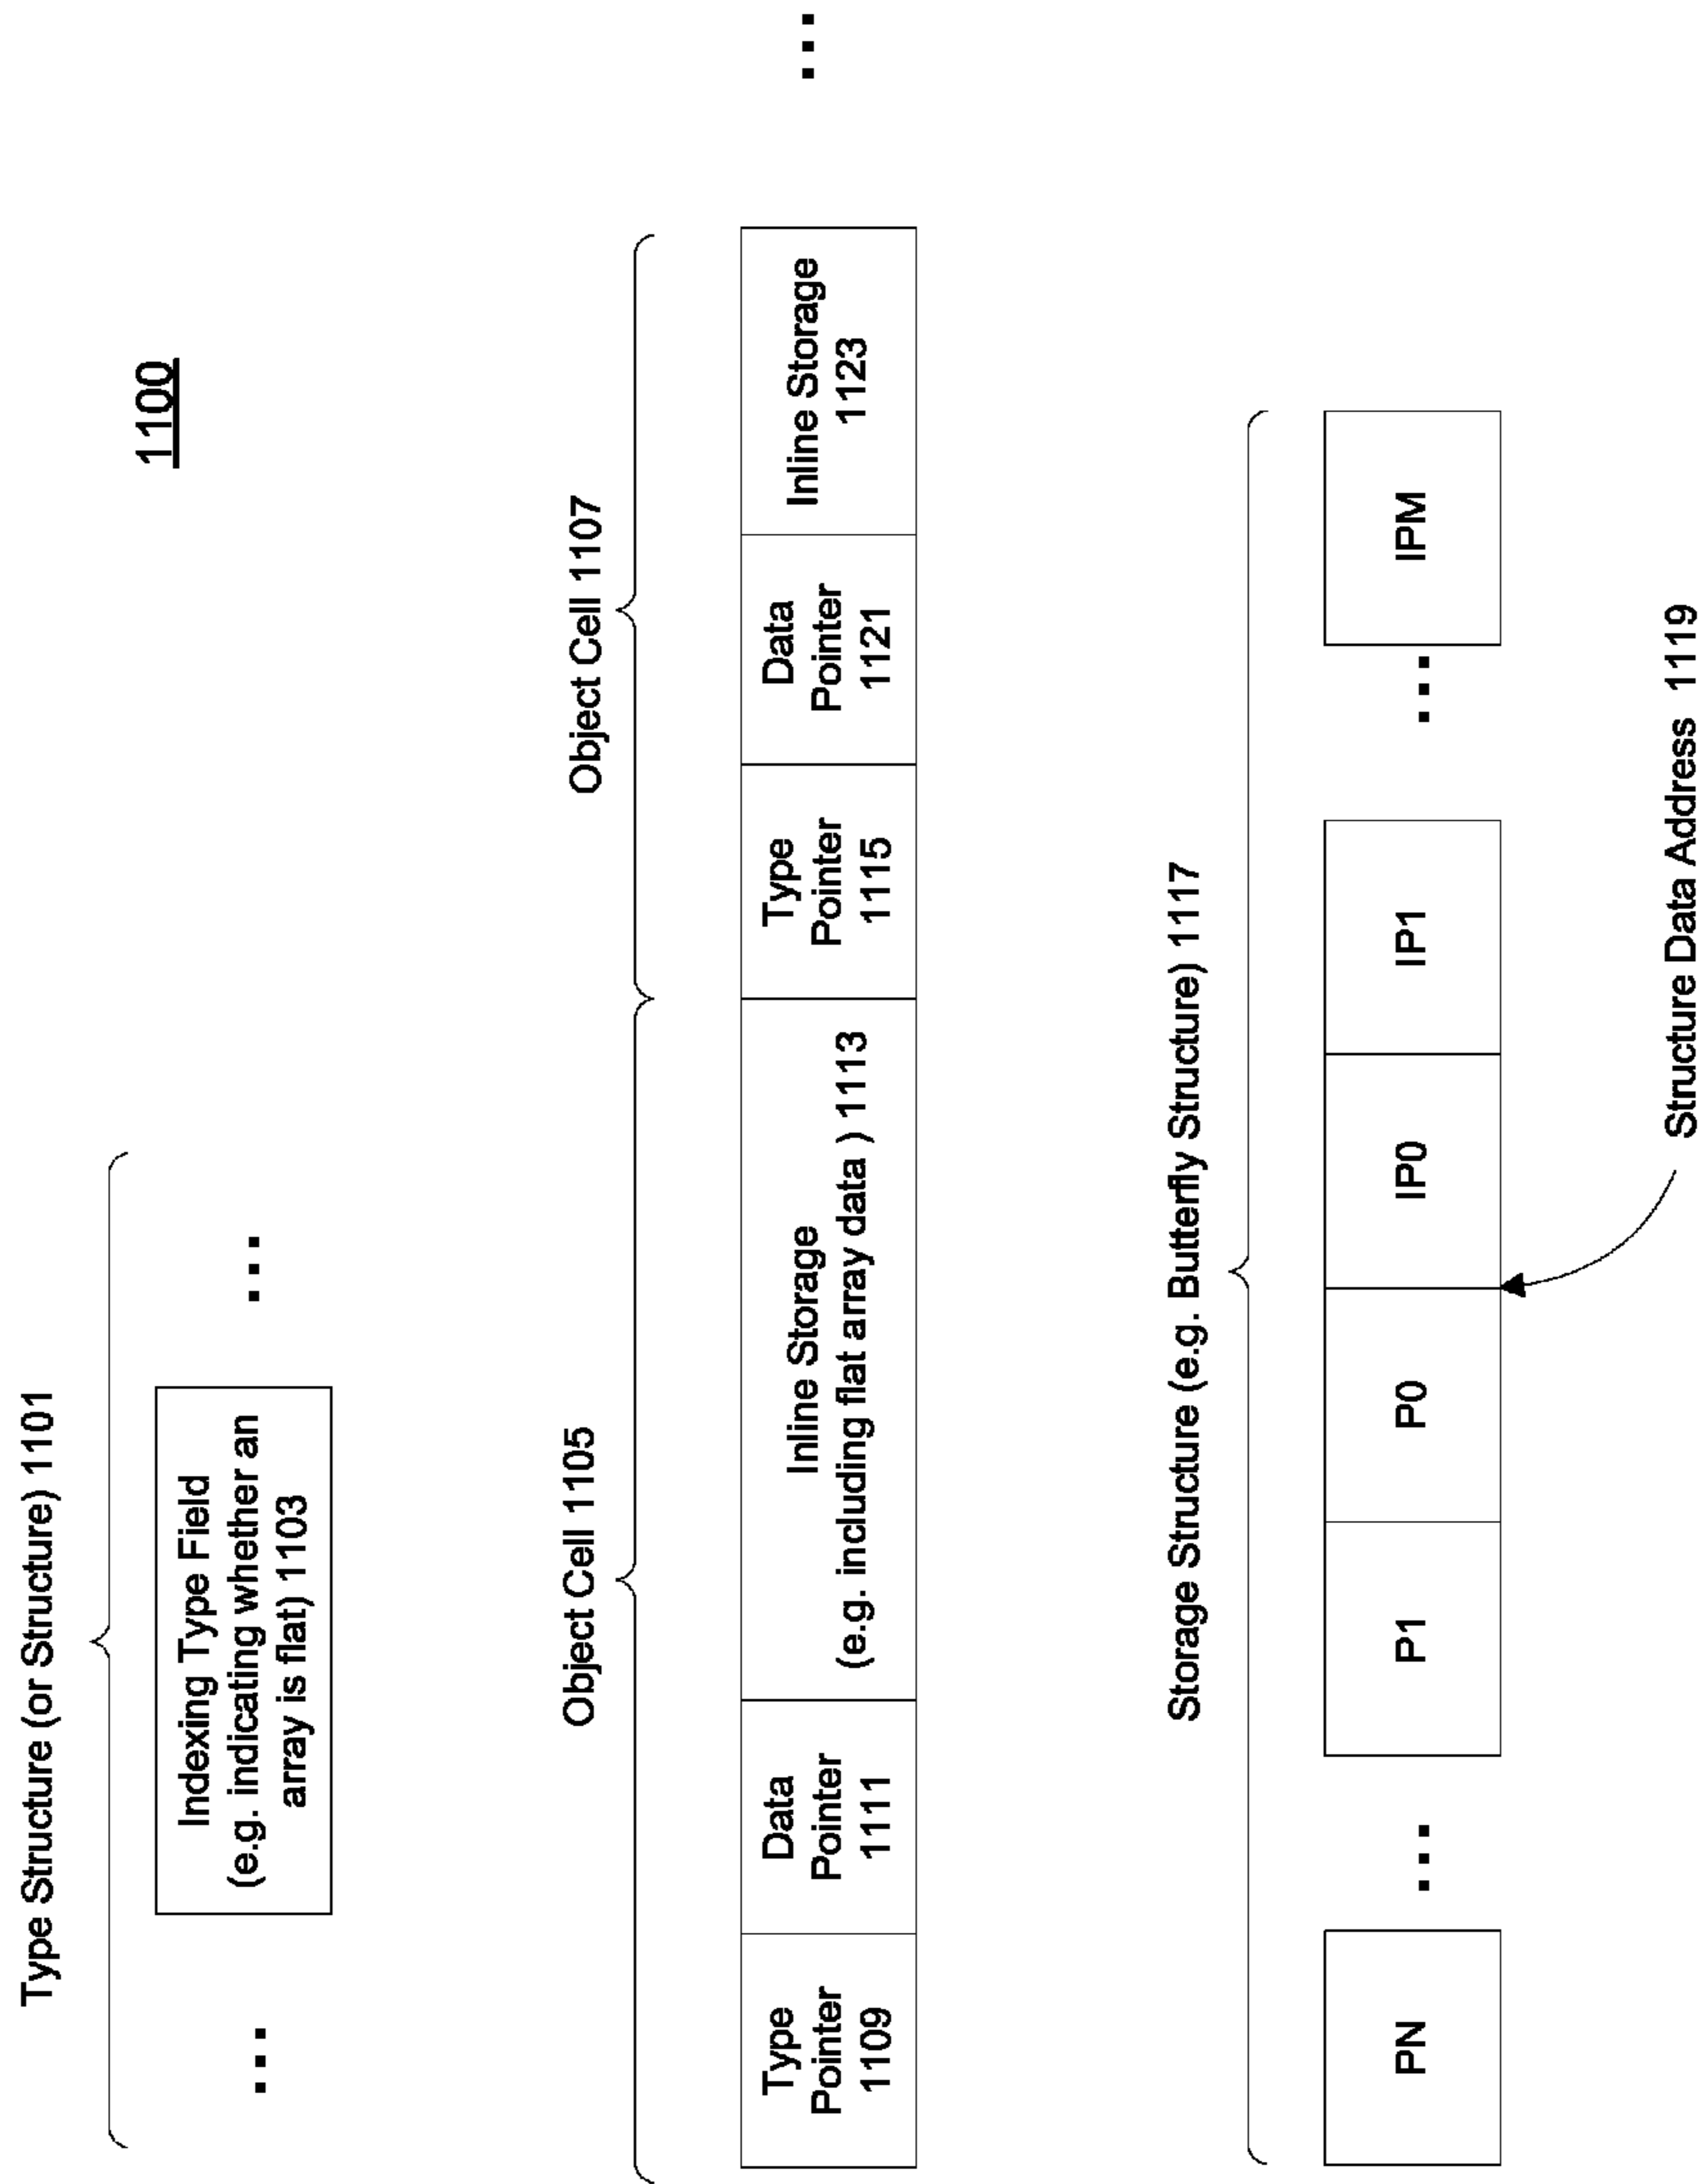 1100
Type Structure (or Structure) 1101
...
Indexing Type Field
(e.g. indicating whether an
array is flat) 1103
...
Object Cell 1105
Object Cell 1107
Type
Pointer
1109
Data
Pointer
1111
Inline Storage
(e.g. including flat array data ) 1113
Type
Pointer
1115
Data
Pointer
1121
Inline Storage
1123
...
Storage Structure (e.g. Butterfly Structure) 1117
PN
...
P1
P0
IP0
IP1
...
IPM
Structure Data Address 1119